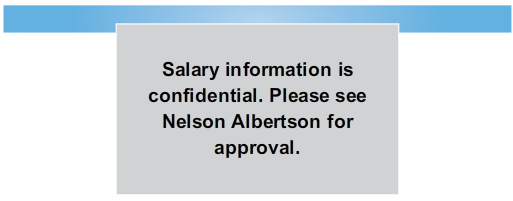 Salary information is
confidential. Please see
Nelson Albertson for
approval.